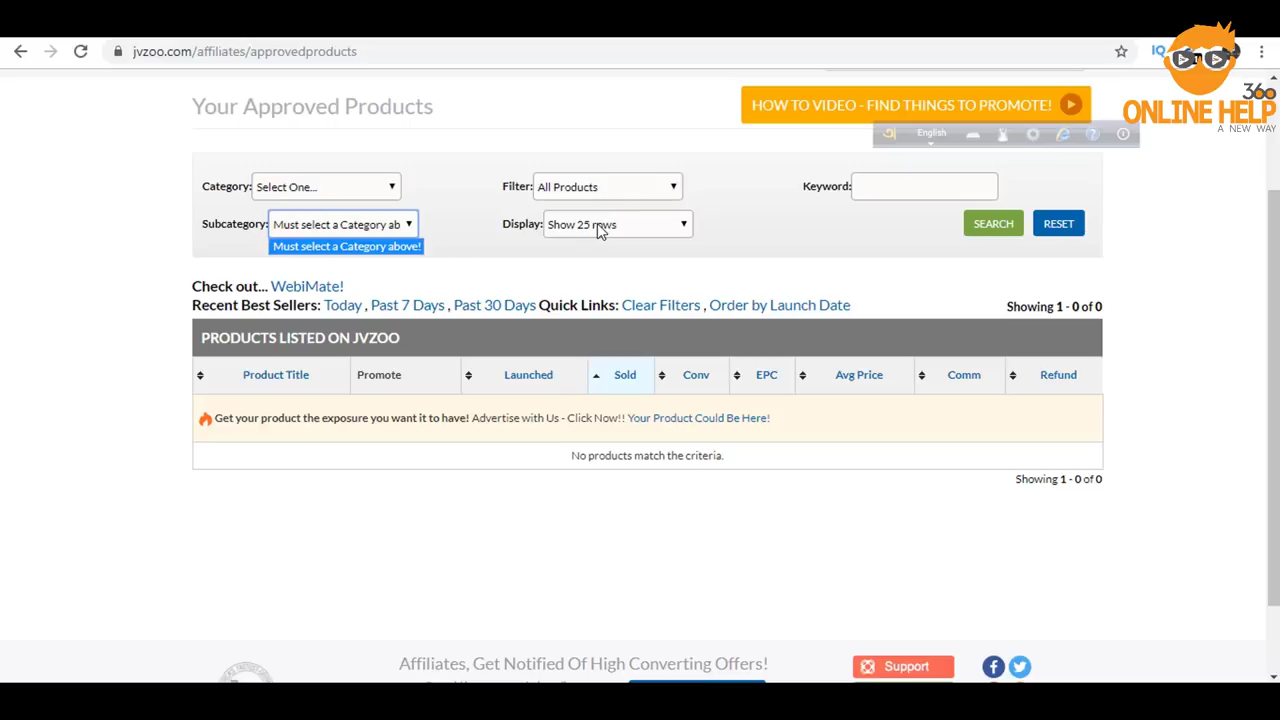 jvzoo.com/affiliates/approvedproducts
IQ
360
ONLINE HELP
A NEW WAY
Your Approved Products
HOW TO VIDEO - FIND THINGS TO PROMOTE!
English
Category: Select One... Filter: All Products Keyword:
Subcategory: Must select a Category ab Display: Show 25 rows SEARCH RESET
Must select a Category above!
Check out... WebiMate!
Recent Best Sellers: Today , Past 7 Days , Past 30 Days Quick Links: Clear Filters , Order by Launch Date Showing 1 - 0 of 0
PRODUCTS LISTED ON JVZOO
Product Title Promote Launched Sold Conv EPC Avg Price Comm Refund
Get your product the exposure you want it to have! Advertise with Us - Click Now!! Your Product Could Be Here!
No products match the criteria.
Showing 1 - 0 of 0
Affiliates, Get Notified Of High Converting Offers!
Support